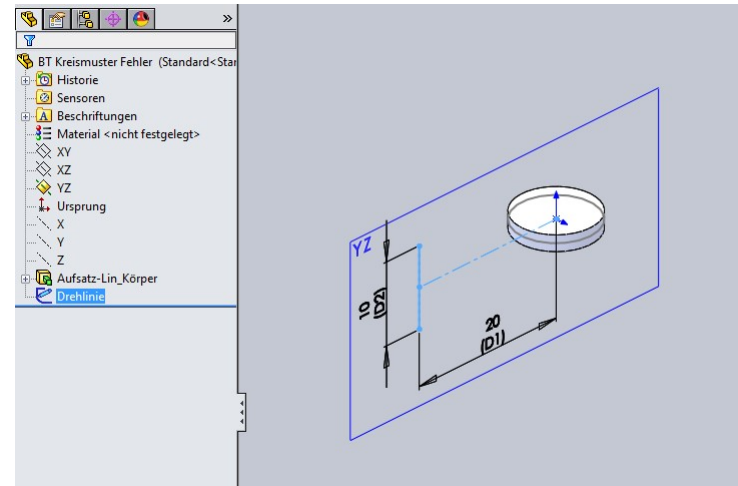 »
BT Kreismuster Fehler (Standard<Star
Historie
Sensoren
A Beschriftungen
Material <nicht festgelegt>
XY
XZ
YZ
Ursprung
X
Y
Z
Aufsatz-Lin_Körper
Drehlinie
YZ
10
(D2)
20
(D1)